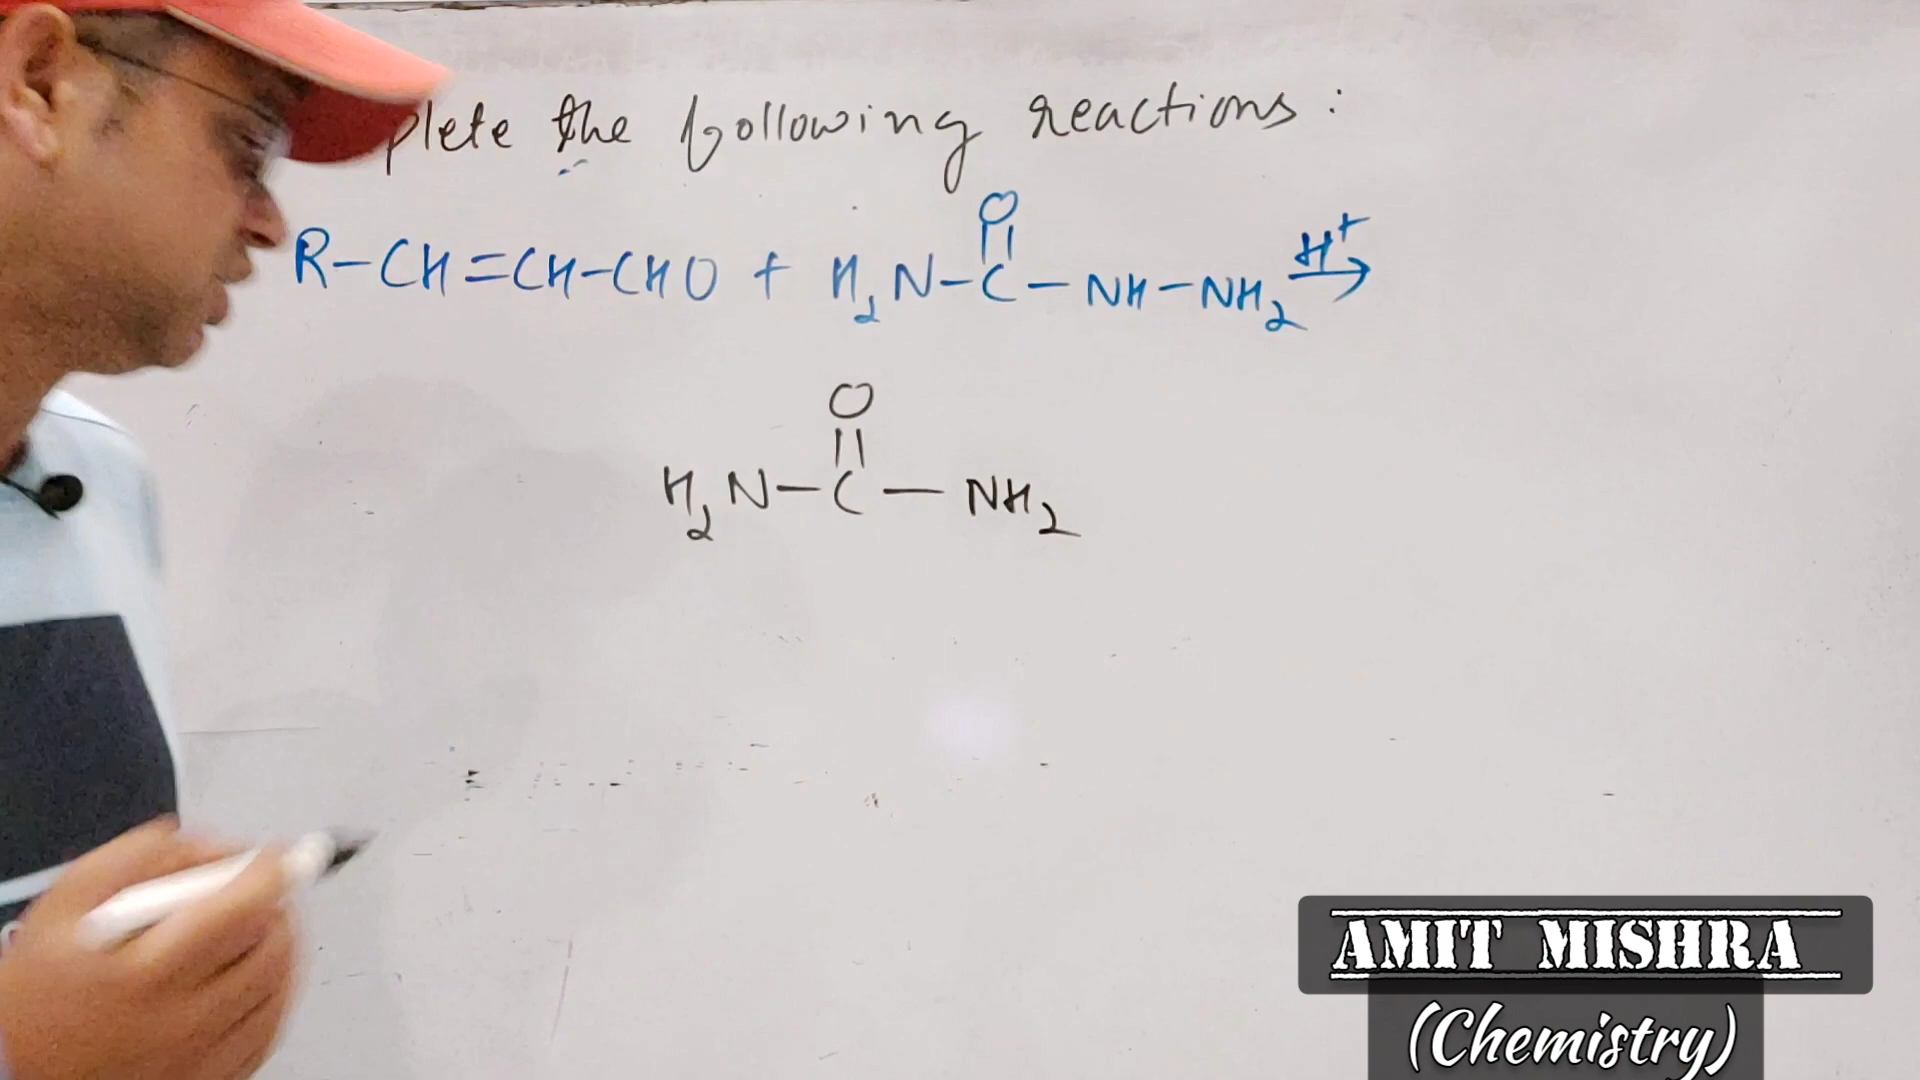 plete the following reactions :
R-CH=CH-CHO + H₂N-C-NH-NH₂ H⁺→
O
||
H₂N-C-NH₂
O
||
AMIT MISHRA
(Chemistry)